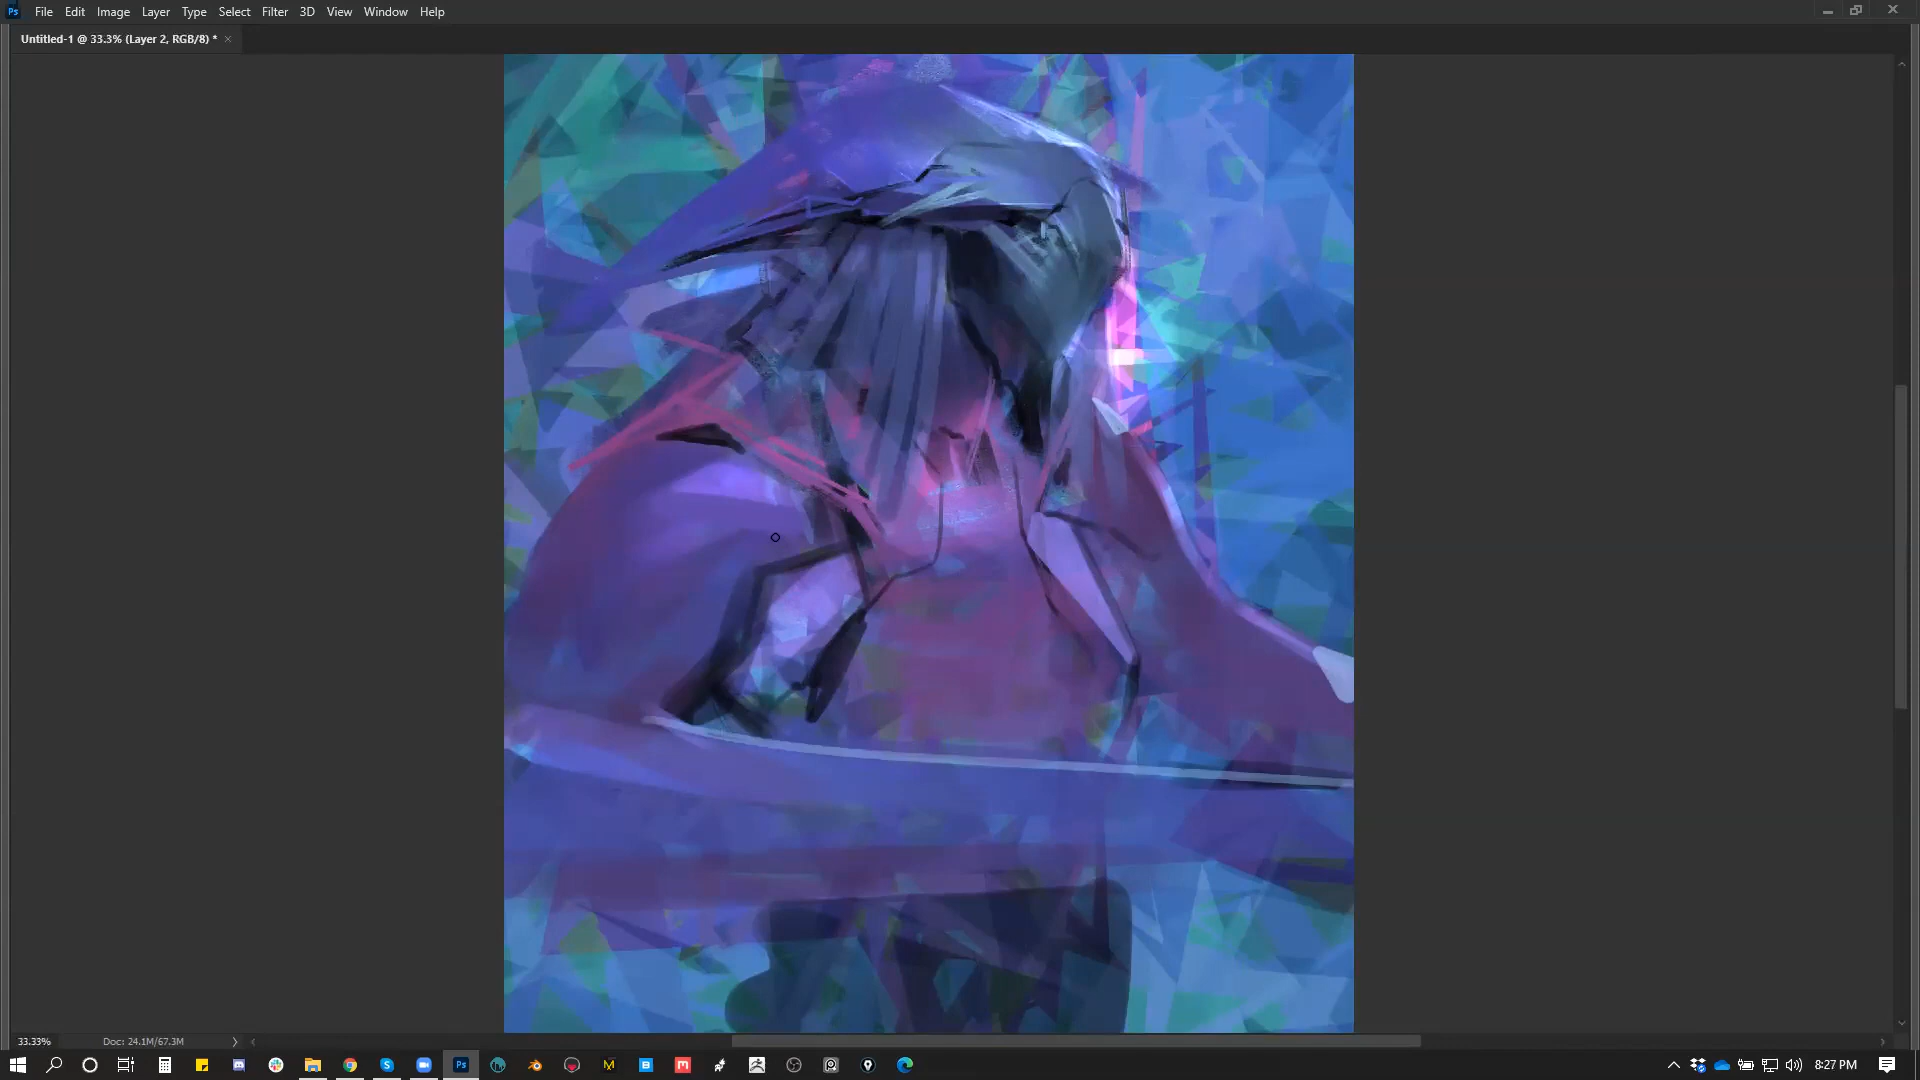 Ps File Edit Image Layer Type Select Filter 3D View Window Help
Untitled-1 @ 33.3% (Layer 2, RGB/8) *
33.33% Doc: 24.1M/67.3M
Ps M B M 8:27 PM